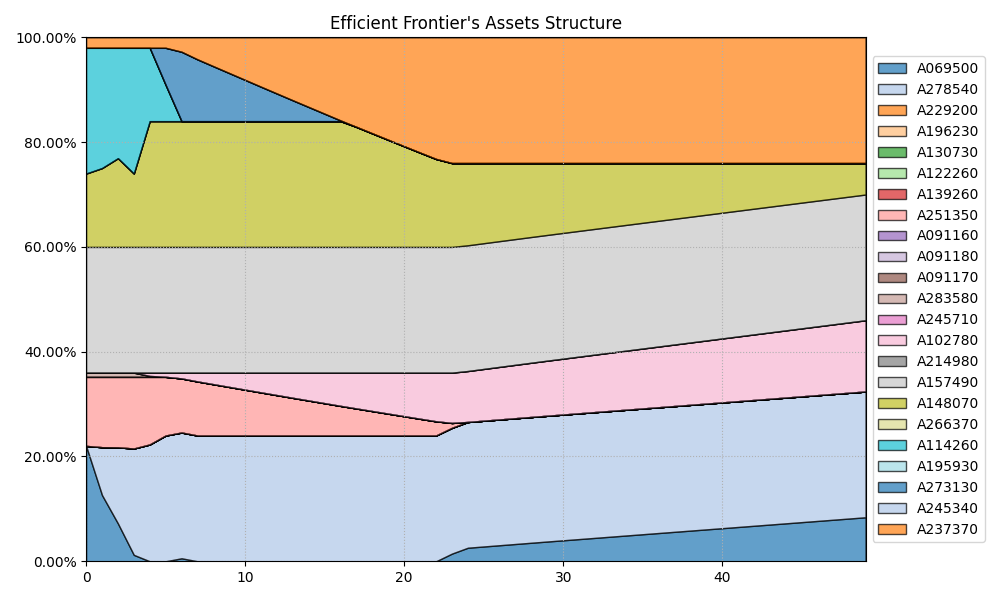 Efficient Frontier's Assets Structure
100.00%
80.00%
60.00%
40.00%
20.00%
0.00%
0
10
20
30
40
A069500
A278540
A229200
A196230
A130730
A122260
A139260
A251350
A091160
A091180
A091170
A283580
A245710
A102780
A214980
A157490
A148070
A266370
A114260
A195930
A273130
A245340
A237370